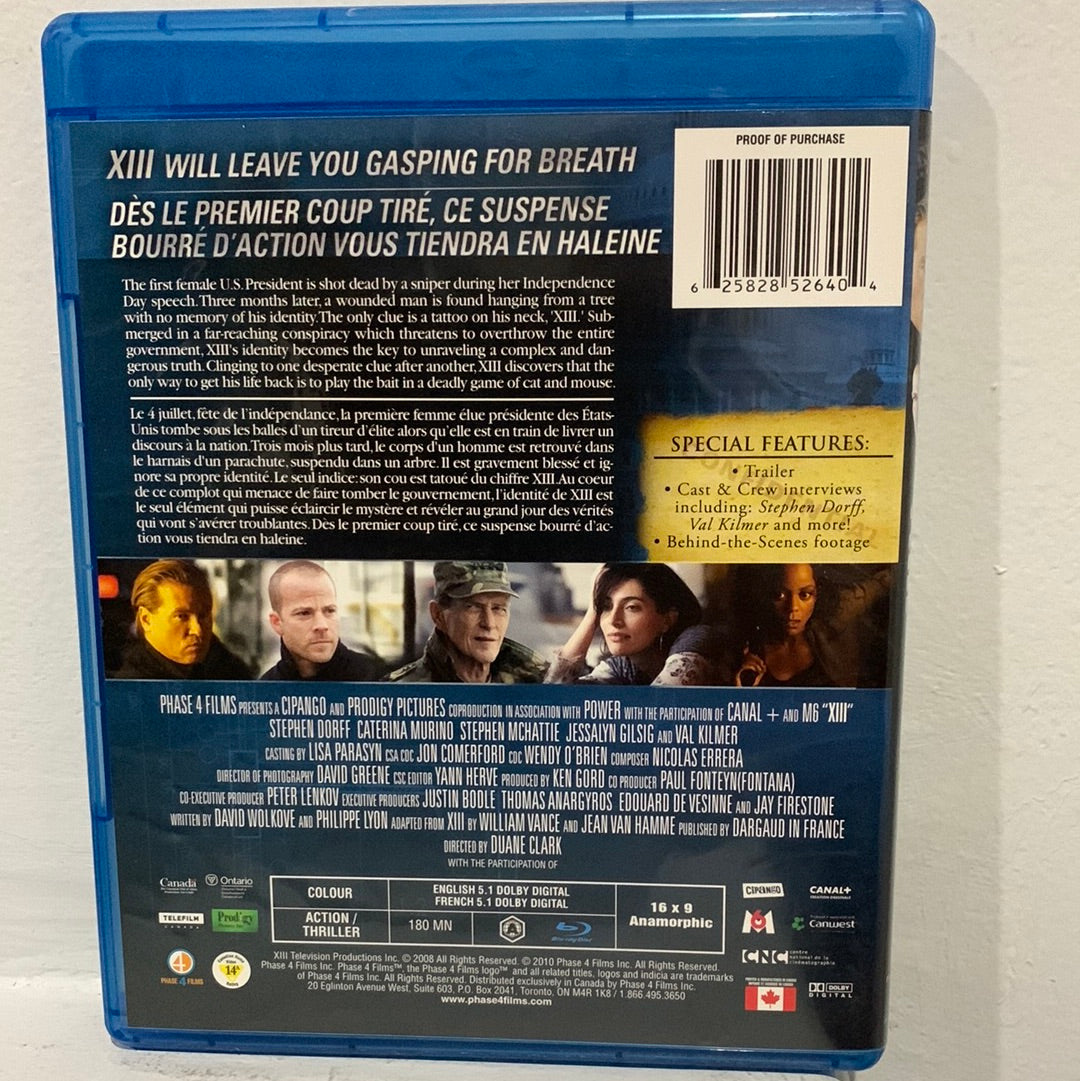 PROOF OF PURCHASE
6 25828 52640 4
XIII WILL LEAVE YOU GASPING FOR BREATH
DÈS LE PREMIER COUP TIRÉ, CE SUSPENSE
BOURRÉ D'ACTION VOUS TIENDRA EN HALEINE
The first female U.S. President is shot dead by a sniper during her Independence
Day speech. Three months later, a wounded man is found hanging from a tree
with no memory of his identity. The only clue is a tattoo on his neck, 'XIII.' Sub-
merged in a far-reaching conspiracy which threatens to overthrow the entire
government, XIII's identity becomes the key to unraveling a complex and dan-
gerous truth. Clinging to one desperate clue after another, XIII discovers that the
only way to get his life back is to play the bait in a deadly game of cat and mouse.
Le 4 juillet, fête de l'indépendance, la première femme élue présidente des États-
Unis tombe sous les balles d'un tireur d'élite alors qu'elle est en train de livrer un
discours à la nation. Trois mois plus tard, le corps d'un homme est retrouvé dans
le harnais d'un parachute, suspendu dans un arbre. Il est gravement blessé et ig-
nore sa propre identité. Le seul indice: son cou est tatoué du chiffre XIII. Au coeur
de ce complot qui menace de faire tomber le gouvernement, l'identité de XIII est
le seul élément qui puisse éclaircir le mystère et révéler au grand jour des vérités
qui vont s'avérer troublantes. Dès le premier coup tiré, ce suspense bourré d'ac-
tion vous tiendra en haleine.
SPECIAL FEATURES:
• Trailer
• Cast & Crew interviews
including: Stephen Dorff,
Val Kilmer and more!
• Behind-the-Scenes footage
PHASE 4 FILMS PRESENTS A CIPANGO AND PRODIGY PICTURES COPRODUCTION IN ASSOCIATION WITH POWER WITH THE PARTICIPATION OF CANAL + AND M6 "XIII"
STEPHEN DORFF CATERINA MURINO STEPHEN MCHATTIE JESSALYN GILSIG AND VAL KILMER
CASTING BY LISA PARASYN CSA CDC JON COMERFORD CDC WENDY O'BRIEN COMPOSER NICOLAS ERRERA
DIRECTOR OF PHOTOGRAPHY DAVID GREENE CSC EDITOR YANN HERVE PRODUCED BY KEN GORD CO PRODUCER PAUL FONTEYN(FONTANA)
CO-EXECUTIVE PRODUCER PETER LENKOV EXECUTIVE PRODUCERS JUSTIN BODLE THOMAS ANARGYROS EDOUARD DE VESINNE AND JAY FIRESTONE
WRITTEN BY DAVID WOLKOVE AND PHILIPPE LYON ADAPTED FROM XIII BY WILLIAM VANCE AND JEAN VAN HAMME PUBLISHED BY DARGAUD IN FRANCE
DIRECTED BY DUANE CLARK
WITH THE PARTICIPATION OF
Canada
Ontario
TELEFILM
CANADA
Prodigy
PHASE 4 FILMS
14A
COLOUR
ENGLISH 5.1 DOLBY DIGITAL
FRENCH 5.1 DOLBY DIGITAL
16 x 9
Anamorphic
ACTION /
THRILLER
180 MN
A
Blu-ray Disc
CIPANGO
CANAL+
M6
Canwest
CNC centre
national de la
cinématographie
DOLBY
DIGITAL
XIII Television Productions Inc. © 2008 All Rights Reserved. © 2010 Phase 4 Films Inc. All Rights Reserved.
Phase 4 Films Inc. Phase 4 Films™, the Phase 4 Films logo™ and all related titles, logos and indicia are trademarks
of Phase 4 Films Inc. All Rights Reserved. Distributed exclusively in Canada by Phase 4 Films Inc.
20 Eglinton Avenue West, Suite 603, P.O. Box 2041, Toronto, ON M4R 1K8 / 1.866.495.3650
www.phase4films.com